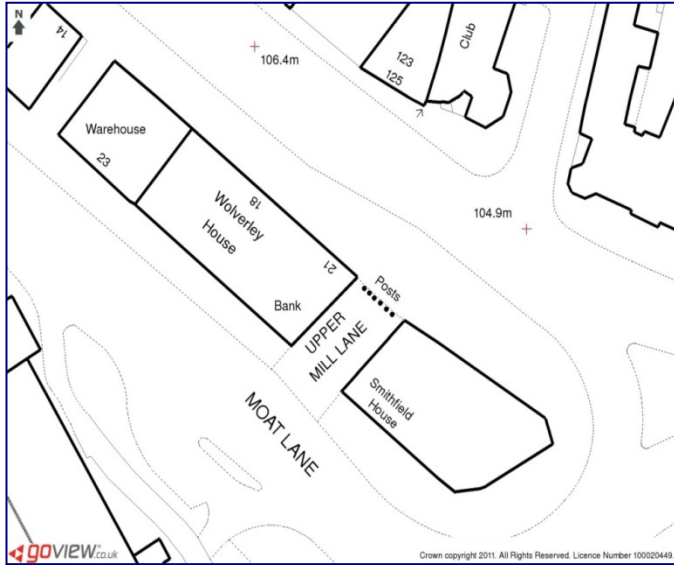 N
14
106.4m
123
125
Club
Warehouse
23
18
Wolverley
House
21
104.9m
Bank
Posts
UPPER
MILL LANE
Smithfield
House
MOAT LANE
goview.co.uk
Crown copyright 2011. All Rights Reserved. Licence Number 100020449.